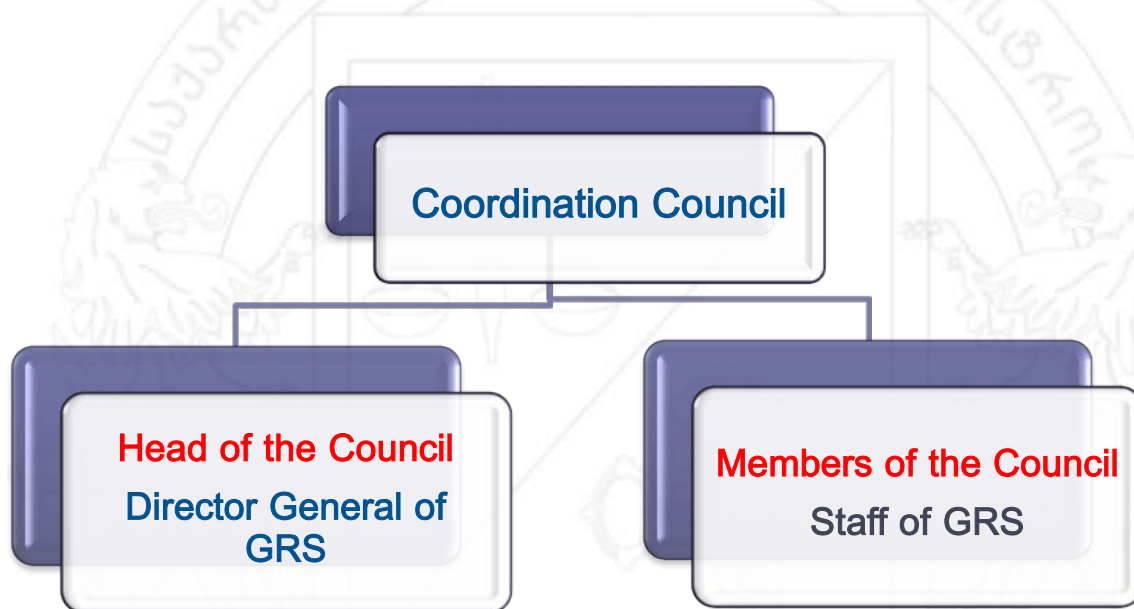 Coordination Council
Head of the Council
Director General of
GRS
Members of the Council
Staff of GRS